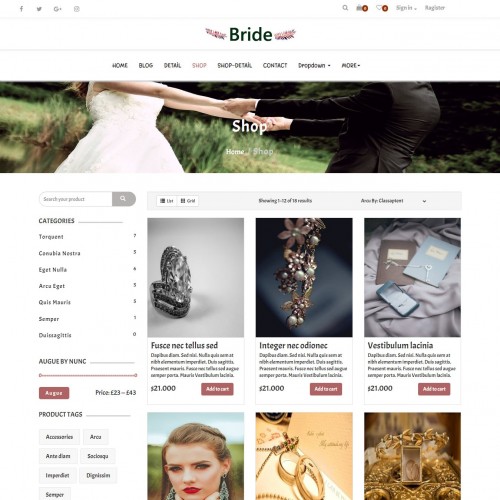 0 0 Sign In Register
Bride
HOME BLOG DETAIL SHOP SHOP-DETAIL CONTACT Dropdown MORE
Shop
Home / Shop
Search your product
List Grid Showing 1-12 of 16 results Arcu By: Classaptent
CATEGORIES
Torquent 7
Conubia Nostra 5
Eget Nulla 6
Arcu Eget 5
Quis Mauris 5
Semper 1
Duissagittis 5
AUGUE BY NUNC
Augue Price: £23 – £43
PRODUCT TAGS
Accessories Arcu
Ante diam Sociosqu
Imperdiet Dignissim
Semper
Fusce nec tellus sed
Dapibus diam. Sed nisi. Nulla quis sem at
nibh elementum imperdiet. Duis sagittis.
Praesent mauris. Fusce nec tellus sed augue
semper porta. Mauris Vestibulum lacinia.
$21.000 Add to cart
Integer nec odionec
Dapibus diam. Sed nisi. Nulla quis sem at
nibh elementum imperdiet. Duis sagittis.
Praesent mauris. Fusce nec tellus sed augue
semper porta. Mauris Vestibulum lacinia.
$21.000 Add to cart
Vestibulum lacinia
Dapibus diam. Sed nisi. Nulla quis sem at
nibh elementum imperdiet. Duis sagittis.
Praesent mauris. Fusce nec tellus sed augue
semper porta. Mauris Vestibulum lacinia.
$21.000 Add to cart